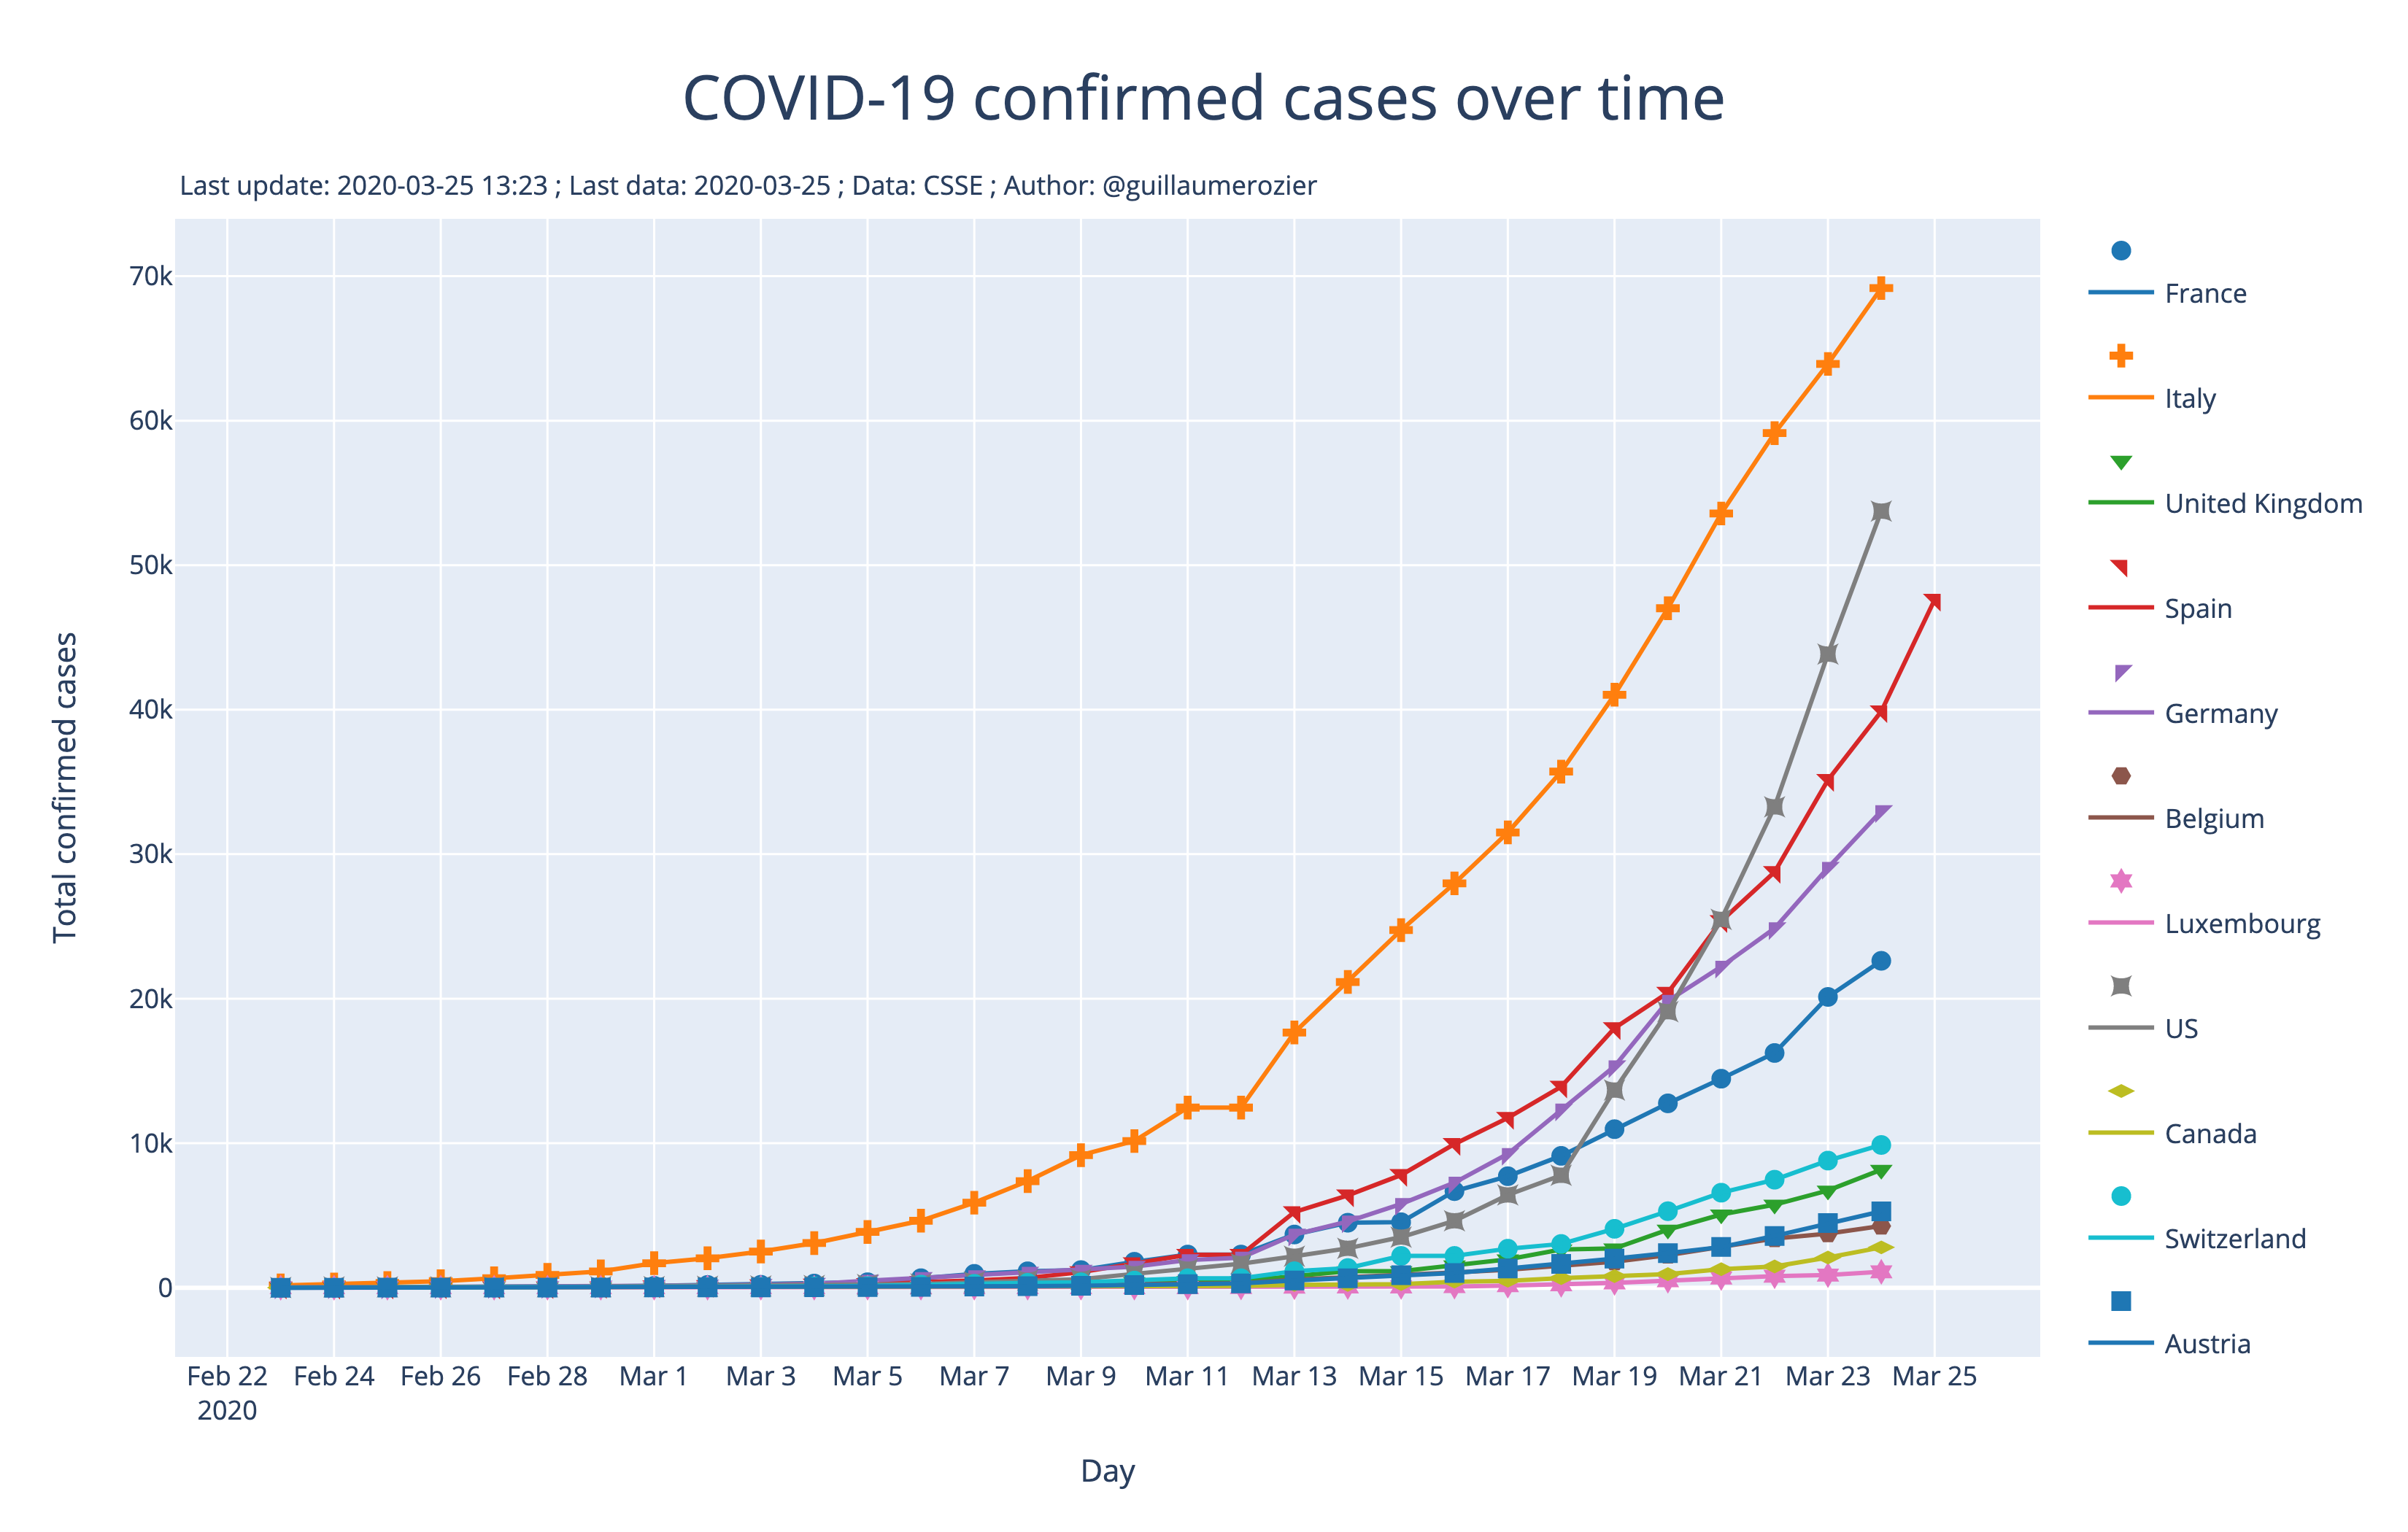 COVID-19 confirmed cases over time
Last update: 2020-03-25 13:23 ; Last data: 2020-03-25 ; Data: CSSE ; Author: @guillaumerozier
Total confirmed cases
70k
60k
50k
40k
30k
20k
10k
0
Feb 22 Feb 24 Feb 26 Feb 28 Mar 1 Mar 3 Mar 5 Mar 7 Mar 9 Mar 11 Mar 13 Mar 15 Mar 17 Mar 19 Mar 21 Mar 23 Mar 25
2020
Day
France
Italy
United Kingdom
Spain
Germany
Belgium
Luxembourg
US
Canada
Switzerland
Austria